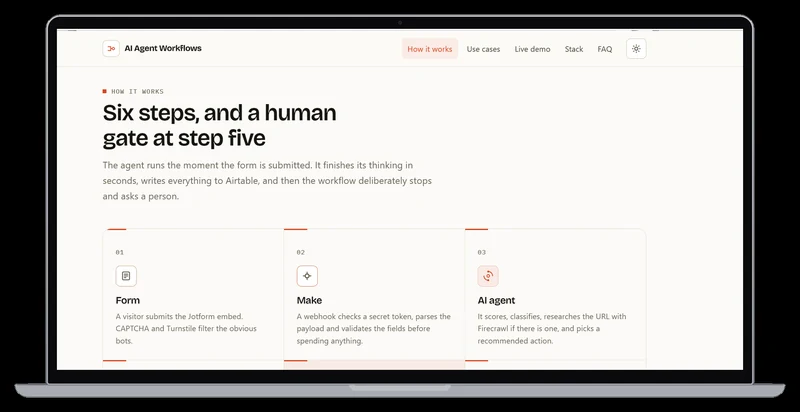 AI Agent Workflows
How it works
Use cases
Live demo
Stack
FAQ
HOW IT WORKS
Six steps, and a human
gate at step five
The agent runs the moment the form is submitted. It finishes its thinking in
seconds, writes everything to Airtable, and then the workflow deliberately stops
and asks a person.
01
Form
A visitor submits the Jotform embed.
CAPTCHA and Turnstile filter the obvious
bots.
02
Make
A webhook checks a secret token, parses the
payload and validates the fields before
spending anything.
03
AI agent
It scores, classifies, researches the URL with
Firecrawl if there is one, and picks a
recommended action.